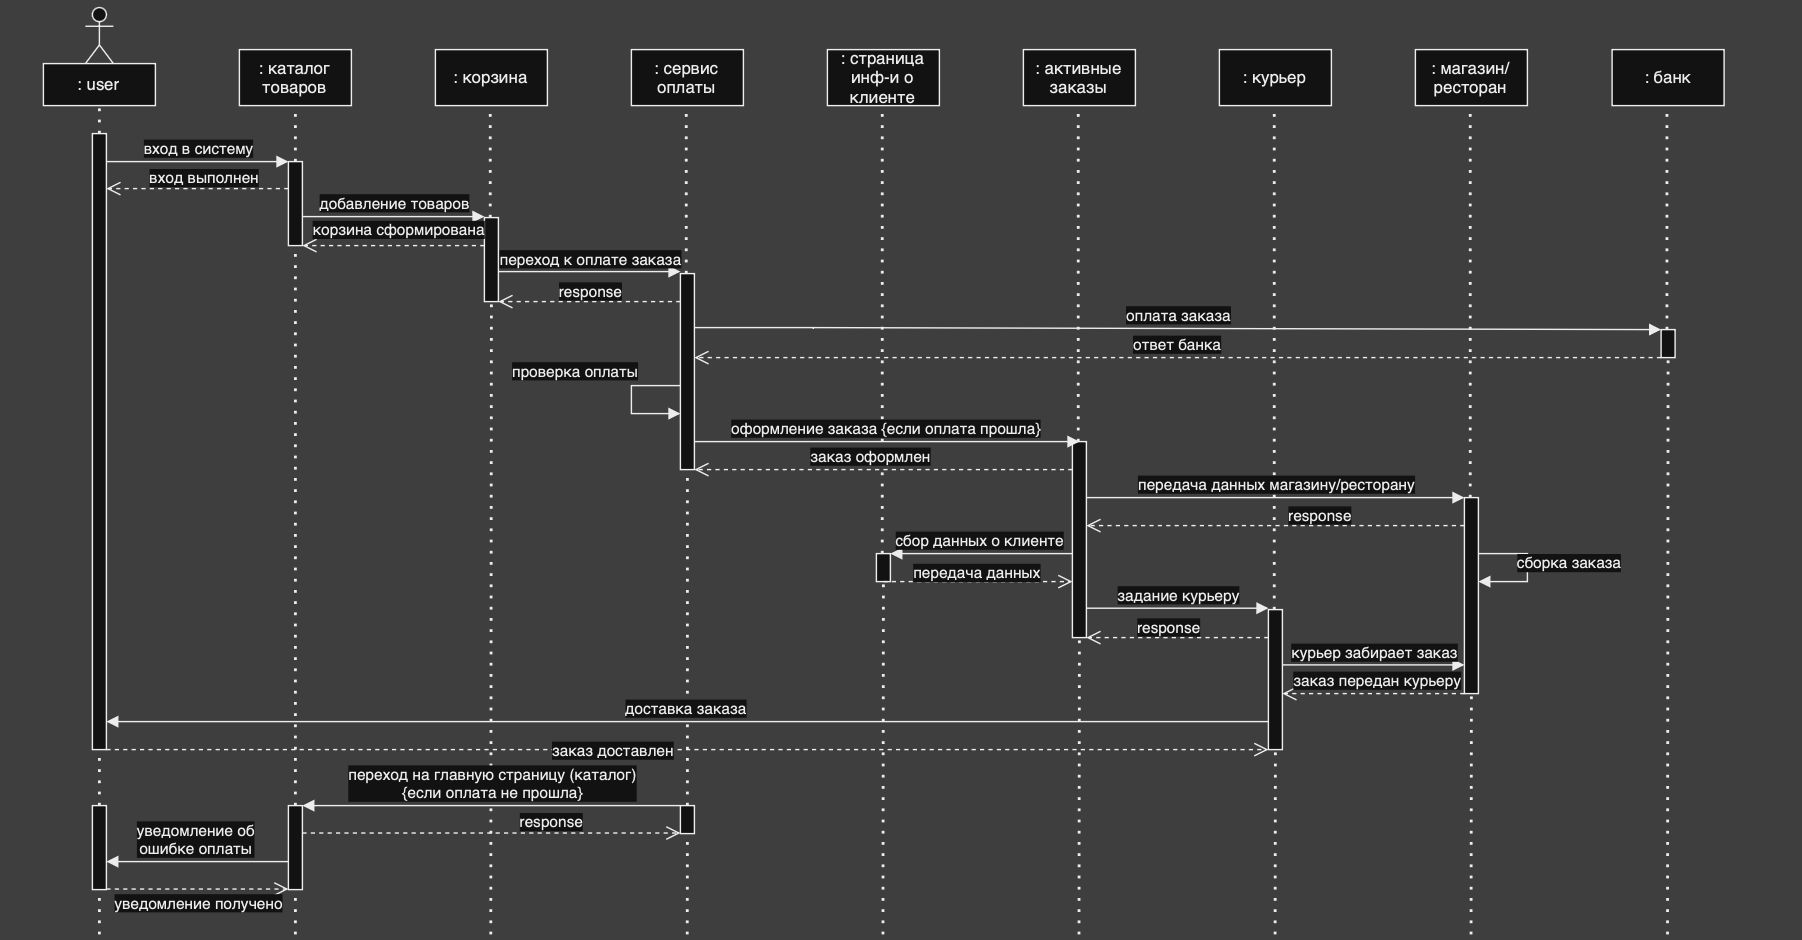 : user
: каталог
товаров
: корзина
: сервис
оплаты
: страница
инф-и о
клиенте
: активные
заказы
: курьер
: магазин/
ресторан
: банк
вход в систему
вход выполнен
добавление товаров
корзина сформирована
переход к оплате заказа
response
оплата заказа
ответ банка
проверка оплаты
оформление заказа {если оплата прошла}
заказ оформлен
передача данных магазину/ресторану
response
сбор данных о клиенте
сборка заказа
передача данных
задание курьеру
response
курьер забирает заказ
заказ передан курьеру
доставка заказа
заказ доставлен
переход на главную страницу (каталог)
{если оплата не прошла}
response
уведомление об
ошибке оплаты
уведомление получено